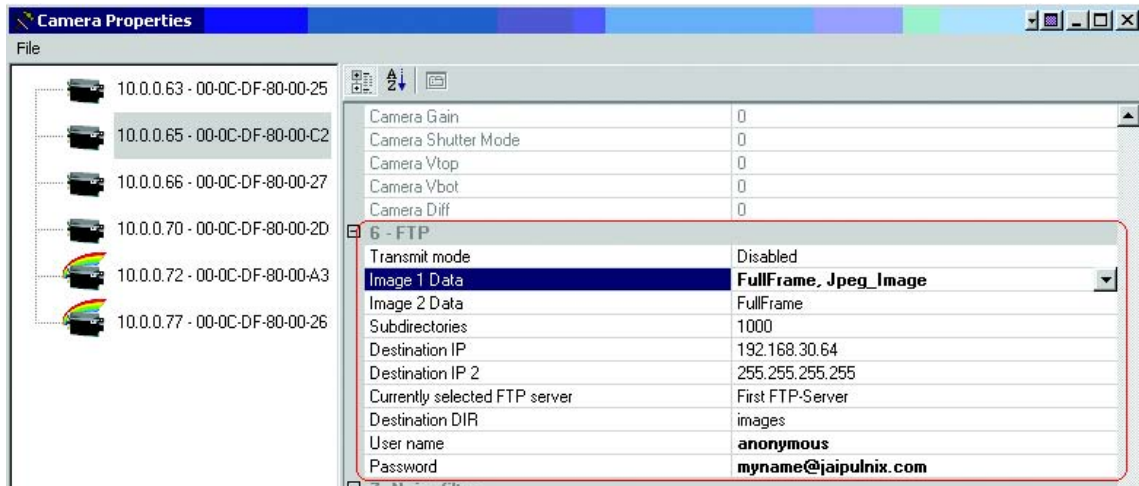 Camera Properties
File
10.0.0.63 - 00-0C-DF-80-00-25
10.0.0.65 - 00-0C-DF-80-00-C2
10.0.0.66 - 00-0C-DF-80-00-27
10.0.0.70 - 00-0C-DF-80-00-2D
10.0.0.72 - 00-0C-DF-80-00-A3
10.0.0.77 - 00-0C-DF-80-00-26
Camera Gain 0
Camera Shutter Mode 0
Camera Vtop 0
Camera Vbot 0
Camera Diff 0
6 - FTP
Transmit mode Disabled
Image 1 Data FullFrame, Jpeg_Image
Image 2 Data FullFrame
Subdirectories 1000
Destination IP 192.168.30.64
Destination IP 2 255.255.255.255
Currently selected FTP server First FTP-Server
Destination DIR images
User name anonymous
Password myname@jaipulnix.com